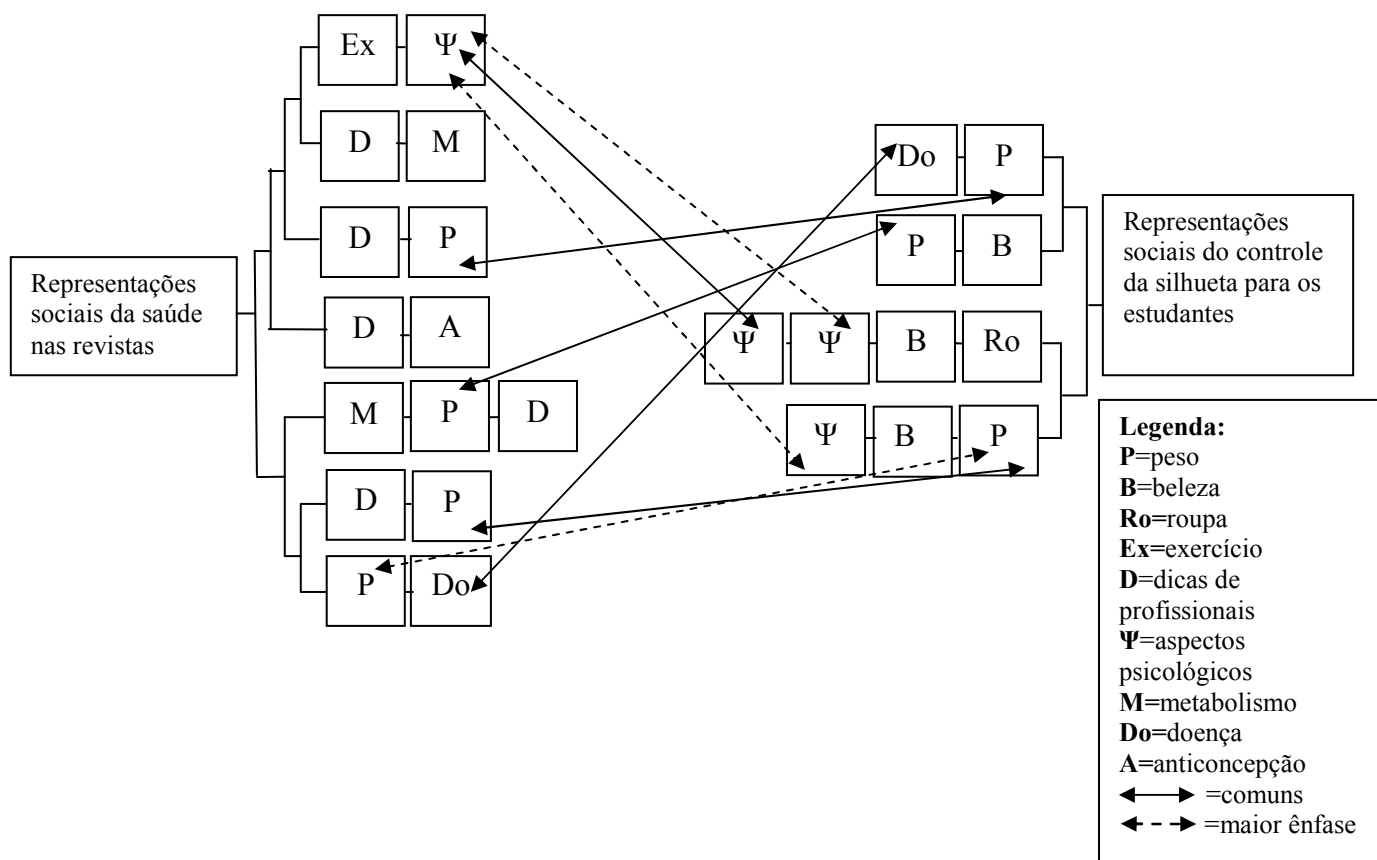 Ex Ψ
D M
D P
D A
M P D
D P
P Do
Representações
sociais da saúde
nas revistas
Do P
P B
Ψ Ψ B Ro
Ψ B P
Representações
sociais do controle
da silhueta para os
estudantes
Legenda:
P=peso
B=beleza
Ro=roupa
Ex=exercício
D=dicas de
profissionais
Ψ=aspectos
psicológicos
M=metabolismo
Do=doença
A=anticoncepção
=comuns
=maior ênfase